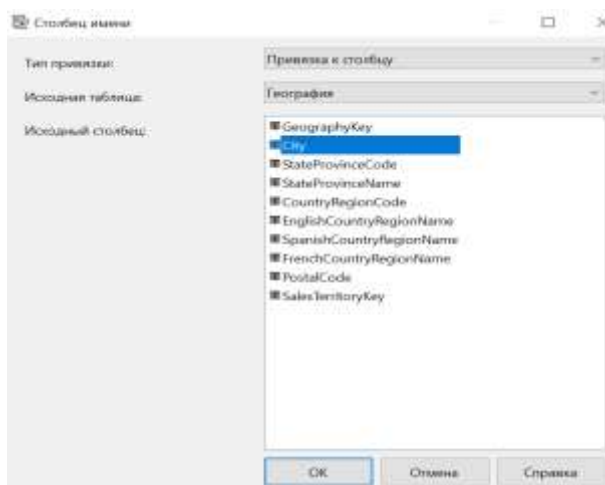 Столбец имени
Тип привязки: Привязка к столбцу
Исходная таблица: География
Исходный столбец:
GeographyKey
City
StateProvinceCode
StateProvinceName
CountryRegionCode
EnglishCountryRegionName
SpanishCountryRegionName
FrenchCountryRegionName
PostalCode
SalesTerritoryKey
OK Отмена Справка